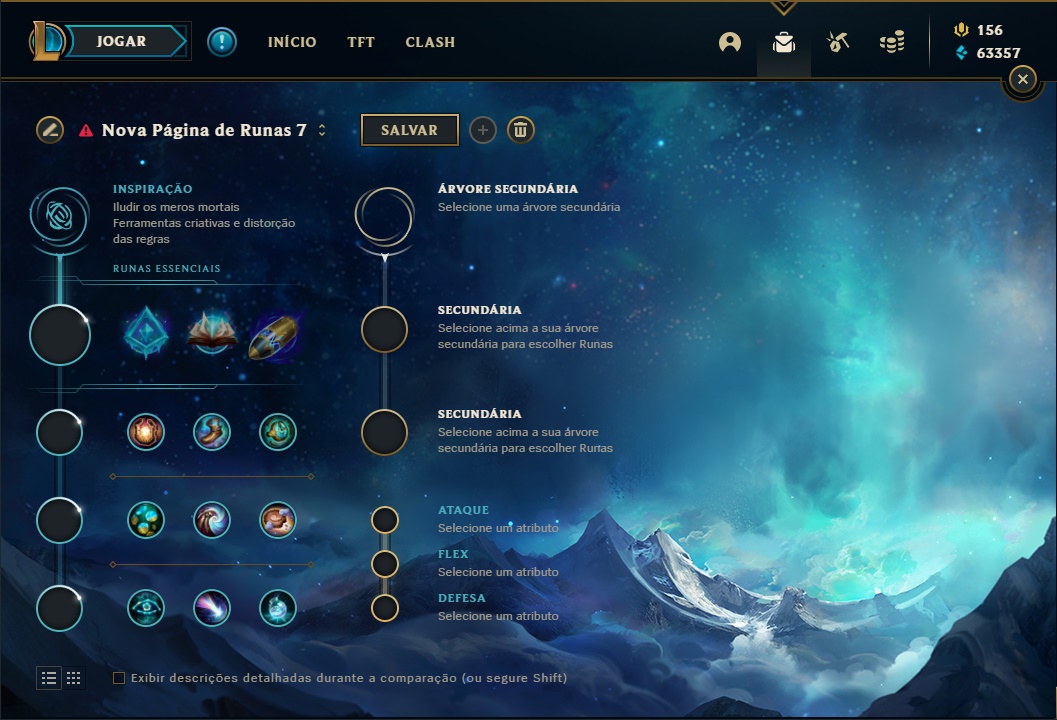 JOGAR
INÍCIO
TFT
CLASH
156
63357
Nova Página de Runas 7
SALVAR
INSPIRAÇÃO
Iludir os meros mortais
Ferramentas criativas e distorção
das regras
RUNAS ESSENCIAIS
ÁRVORE SECUNDÁRIA
Selecione uma árvore secundária
SECUNDÁRIA
Selecione acima a sua árvore
secundária para escolher Runas
SECUNDÁRIA
Selecione acima a sua árvore
secundária para escolher Runas
ATAQUE
Selecione um atributo
FLEX
Selecione um atributo
DEFESA
Selecione um atributo
Exibir descrições detalhadas durante a comparação (ou segure Shift)